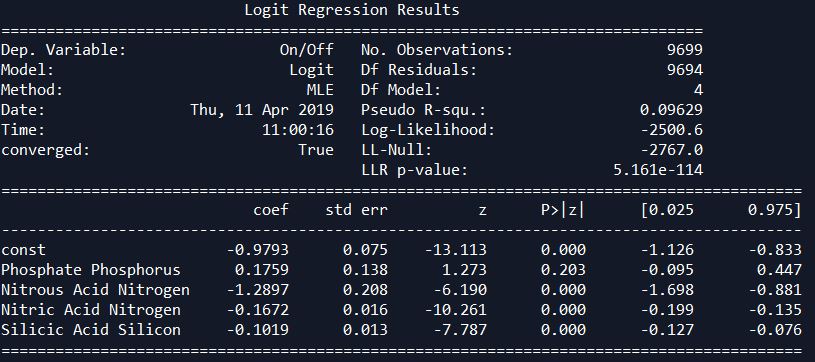 Logit Regression Results
==============================================================================
Dep. Variable: On/Off No. Observations: 9699
Model: Logit Df Residuals: 9694
Method: MLE Df Model: 4
Date: Thu, 11 Apr 2019 Pseudo R-squ.: 0.09629
Time: 11:00:16 Log-Likelihood: -2500.6
converged: True LL-Null: -2767.0
LLR p-value: 5.161e-114
=========================================================================================
coef std err z P>|z| [0.025 0.975]
-----------------------------------------------------------------------------------------
const -0.9793 0.075 -13.113 0.000 -1.126 -0.833
Phosphate Phosphorus 0.1759 0.138 1.273 0.203 -0.095 0.447
Nitrous Acid Nitrogen -1.2897 0.208 -6.190 0.000 -1.698 -0.881
Nitric Acid Nitrogen -0.1672 0.016 -10.261 0.000 -0.199 -0.135
Silicic Acid Silicon -0.1019 0.013 -7.787 0.000 -0.127 -0.076
=========================================================================================